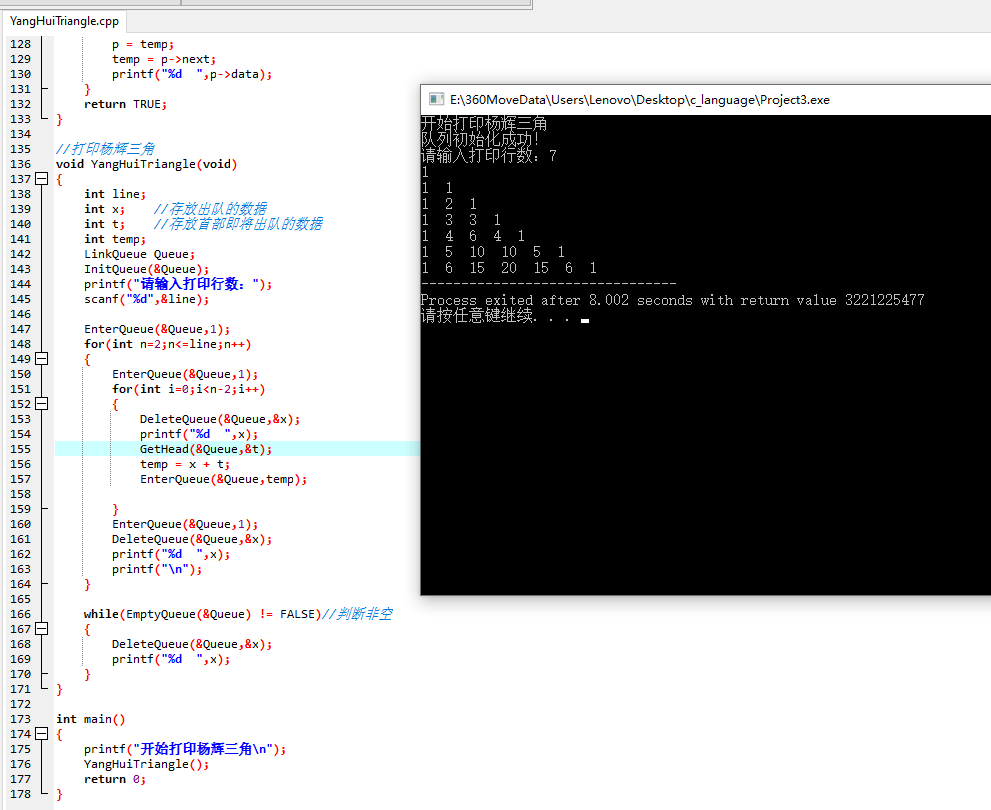 YangHuiTriangle.cpp
128 p = temp;
129 temp = p->next;
130 printf("%d  ",p->data);
131 }
132 return TRUE;
133 }
134
135 //打印杨辉三角
136 void YangHuiTriangle(void)
137 {
138 int line;
139 int x; //存放出队的数据
140 int t; //存放首部即将出队的数据
141 int temp;
142 LinkQueue Queue;
143 InitQueue(&Queue);
144 printf("请输入打印行数：");
145 scanf("%d",&line);
146
147 EnterQueue(&Queue,1);
148 for(int n=2;n<=line;n++)
149 {
150 EnterQueue(&Queue,1);
151 for(int i=0;i<n-2;i++)
152 {
153 DeleteQueue(&Queue,&x);
154 printf("%d  ",x);
155 GetHead(&Queue,&t);
156 temp = x + t;
157 EnterQueue(&Queue,temp);
158
159 }
160 EnterQueue(&Queue,1);
161 DeleteQueue(&Queue,&x);
162 printf("%d  ",x);
163 printf("\n");
164 }
165
166 while(EmptyQueue(&Queue) != FALSE)//判断非空
167 {
168 DeleteQueue(&Queue,&x);
169 printf("%d  ",x);
170 }
171 }
172
173 int main()
174 {
175 printf("开始打印杨辉三角\n");
176 YangHuiTriangle();
177 return 0;
178 }
E:\360MoveData\Users\Lenovo\Desktop\c_language\Project3.exe
开始打印杨辉三角
队列初始化成功!
请输入打印行数：7
1
1  1
1  2  1
1  3  3  1
1  4  6  4  1
1  5  10  10  5  1
1  6  15  20  15  6  1
--------------------------------
Process exited after 8.002 seconds with return value 3221225477
请按任意键继续. . .